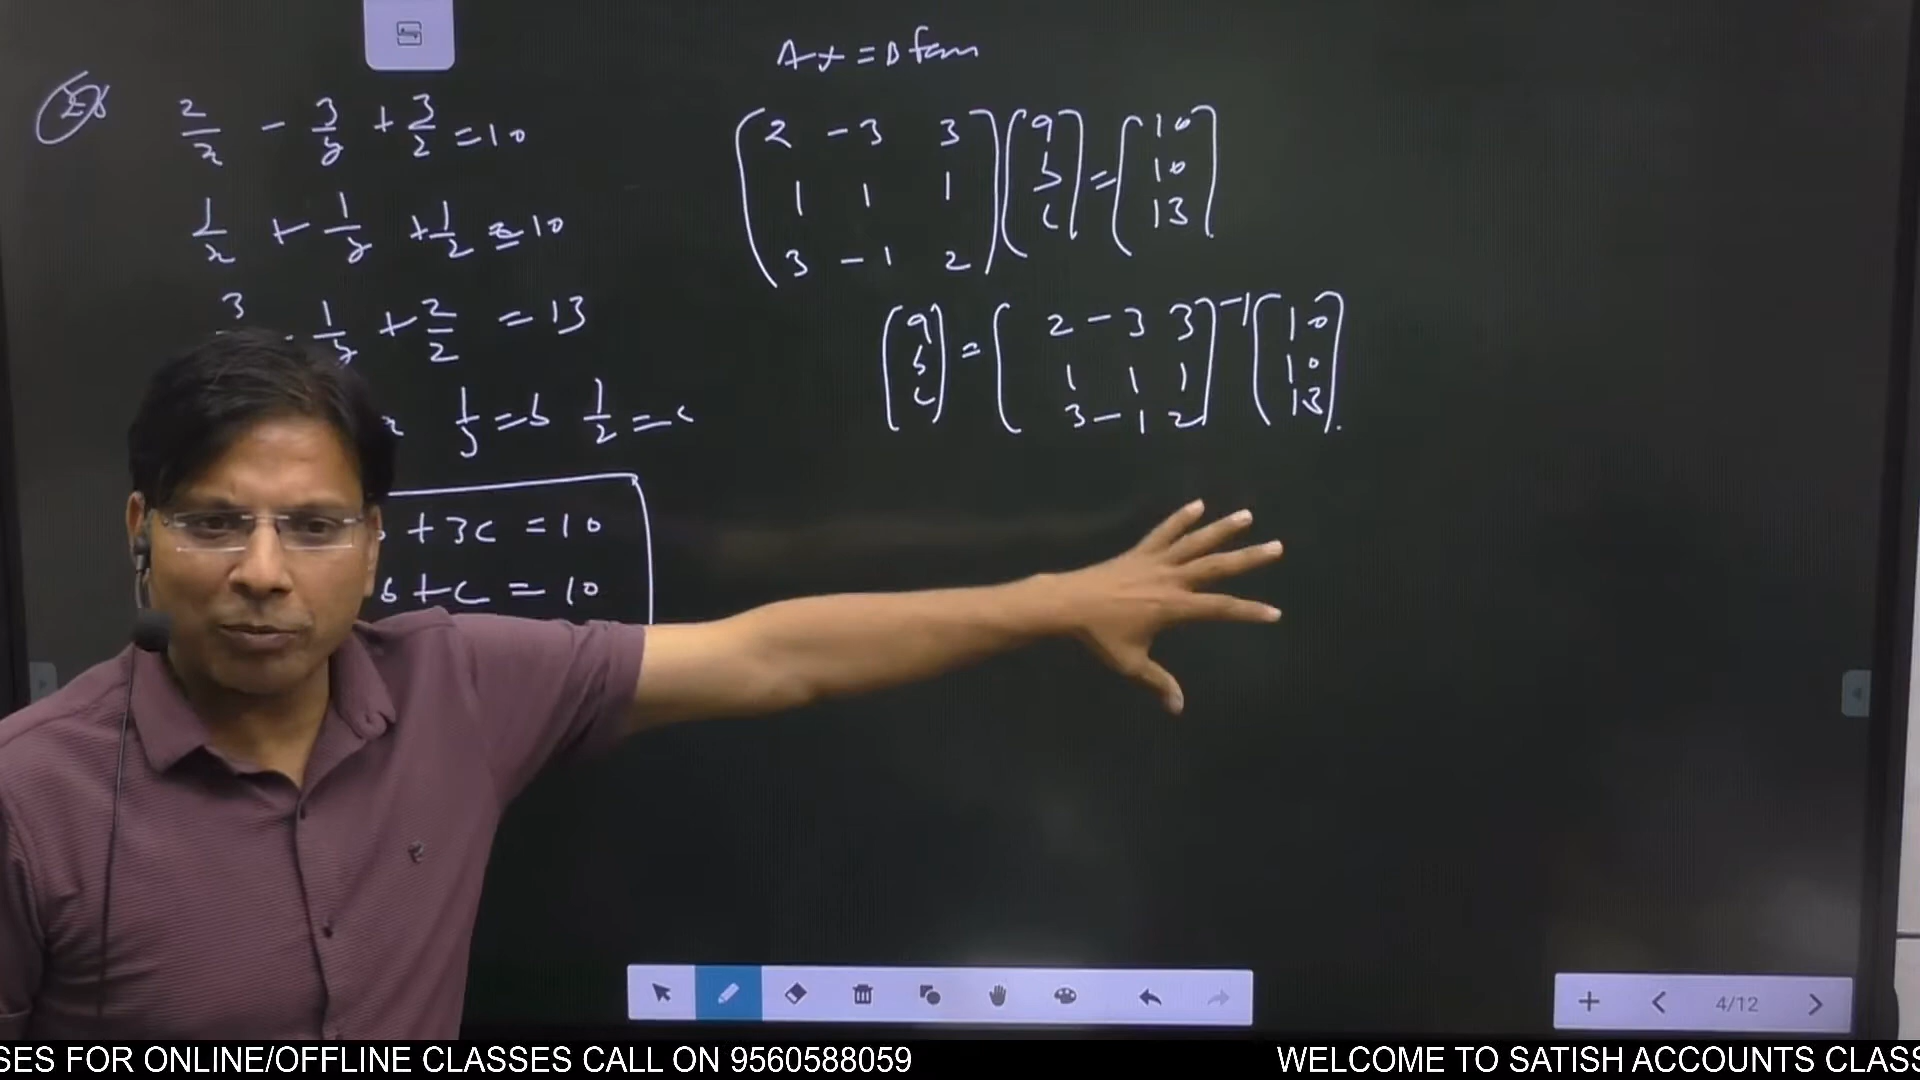 28
2/x - 3/y + 3/z = 10
1/x + 1/y + 1/z = 10
3 - 1/y + 2/z = 13
1/y = b 1/z = c
+ 3c = 10
b + c = 10
Ax = B form
(2 -3 3) (a) = (10)
(1 1 1) (b) (10)
(3 -1 2) (c) (13)
(a) = (2 -3 3)⁻¹ (10)
(b) (1 1 1) (10)
(c) (3 -1 2) (13)
4/12
SES FOR ONLINE/OFFLINE CLASSES CALL ON 9560588059 WELCOME TO SATISH ACCOUNTS CLASS